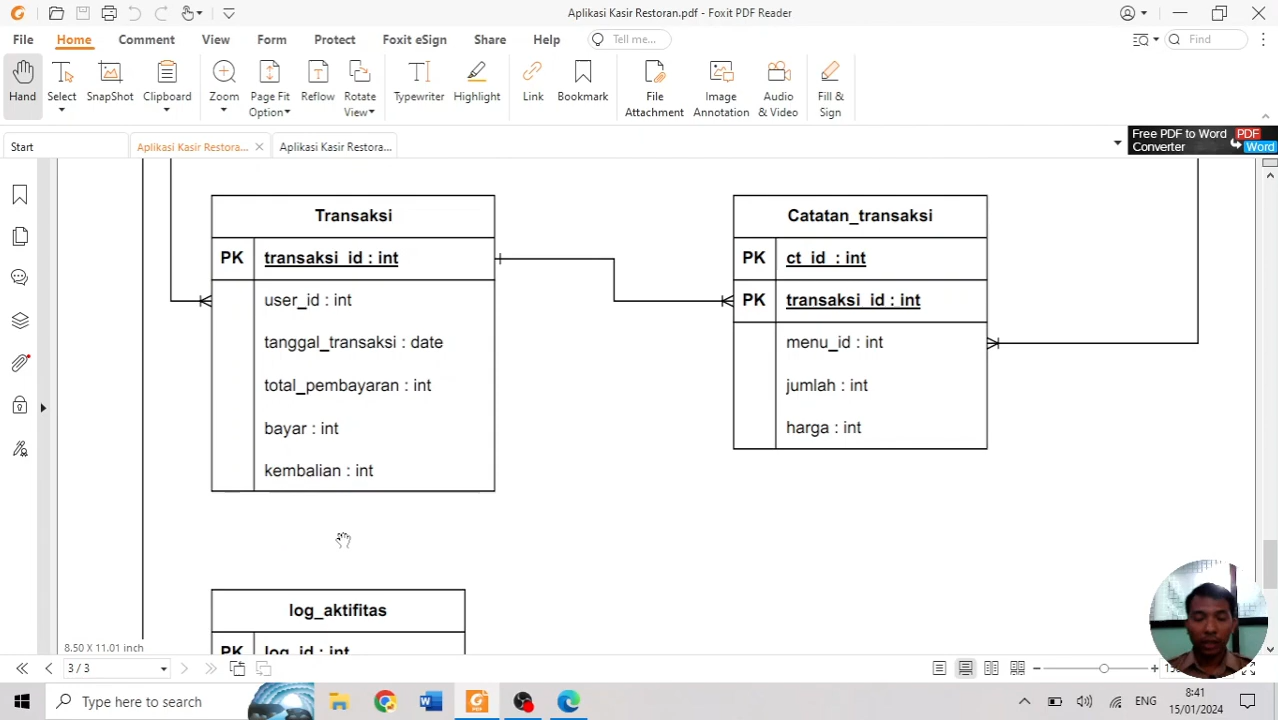 Aplikasi Kasir Restoran.pdf - Foxit PDF Reader
File Home Comment View Form Protect Foxit eSign Share Help Tell me... Find
Hand Select SnapShot Clipboard Zoom Page Fit Option Reflow Rotate View Typewriter Highlight Link Bookmark File Attachment Image Annotation Audio & Video Fill & Sign
Start Aplikasi Kasir Restora... Aplikasi Kasir Restora...
Free PDF to Word Converter PDF Word
Transaksi
PK transaksi_id : int
user_id : int
tanggal_transaksi : date
total_pembayaran : int
bayar : int
kembalian : int
Catatan_transaksi
PK ct_id : int
PK transaksi_id : int
menu_id : int
jumlah : int
harga : int
log_aktifitas
PK log_id : int
8.50 X 11.01 inch
3 / 3
Type here to search
ENG
8:41
15/01/2024